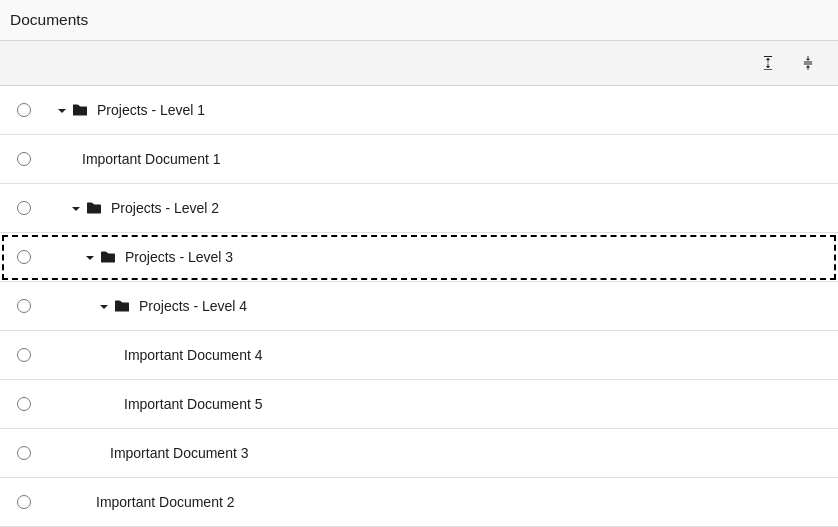 Documents
Projects - Level 1
Important Document 1
Projects - Level 2
Projects - Level 3
Projects - Level 4
Important Document 4
Important Document 5
Important Document 3
Important Document 2